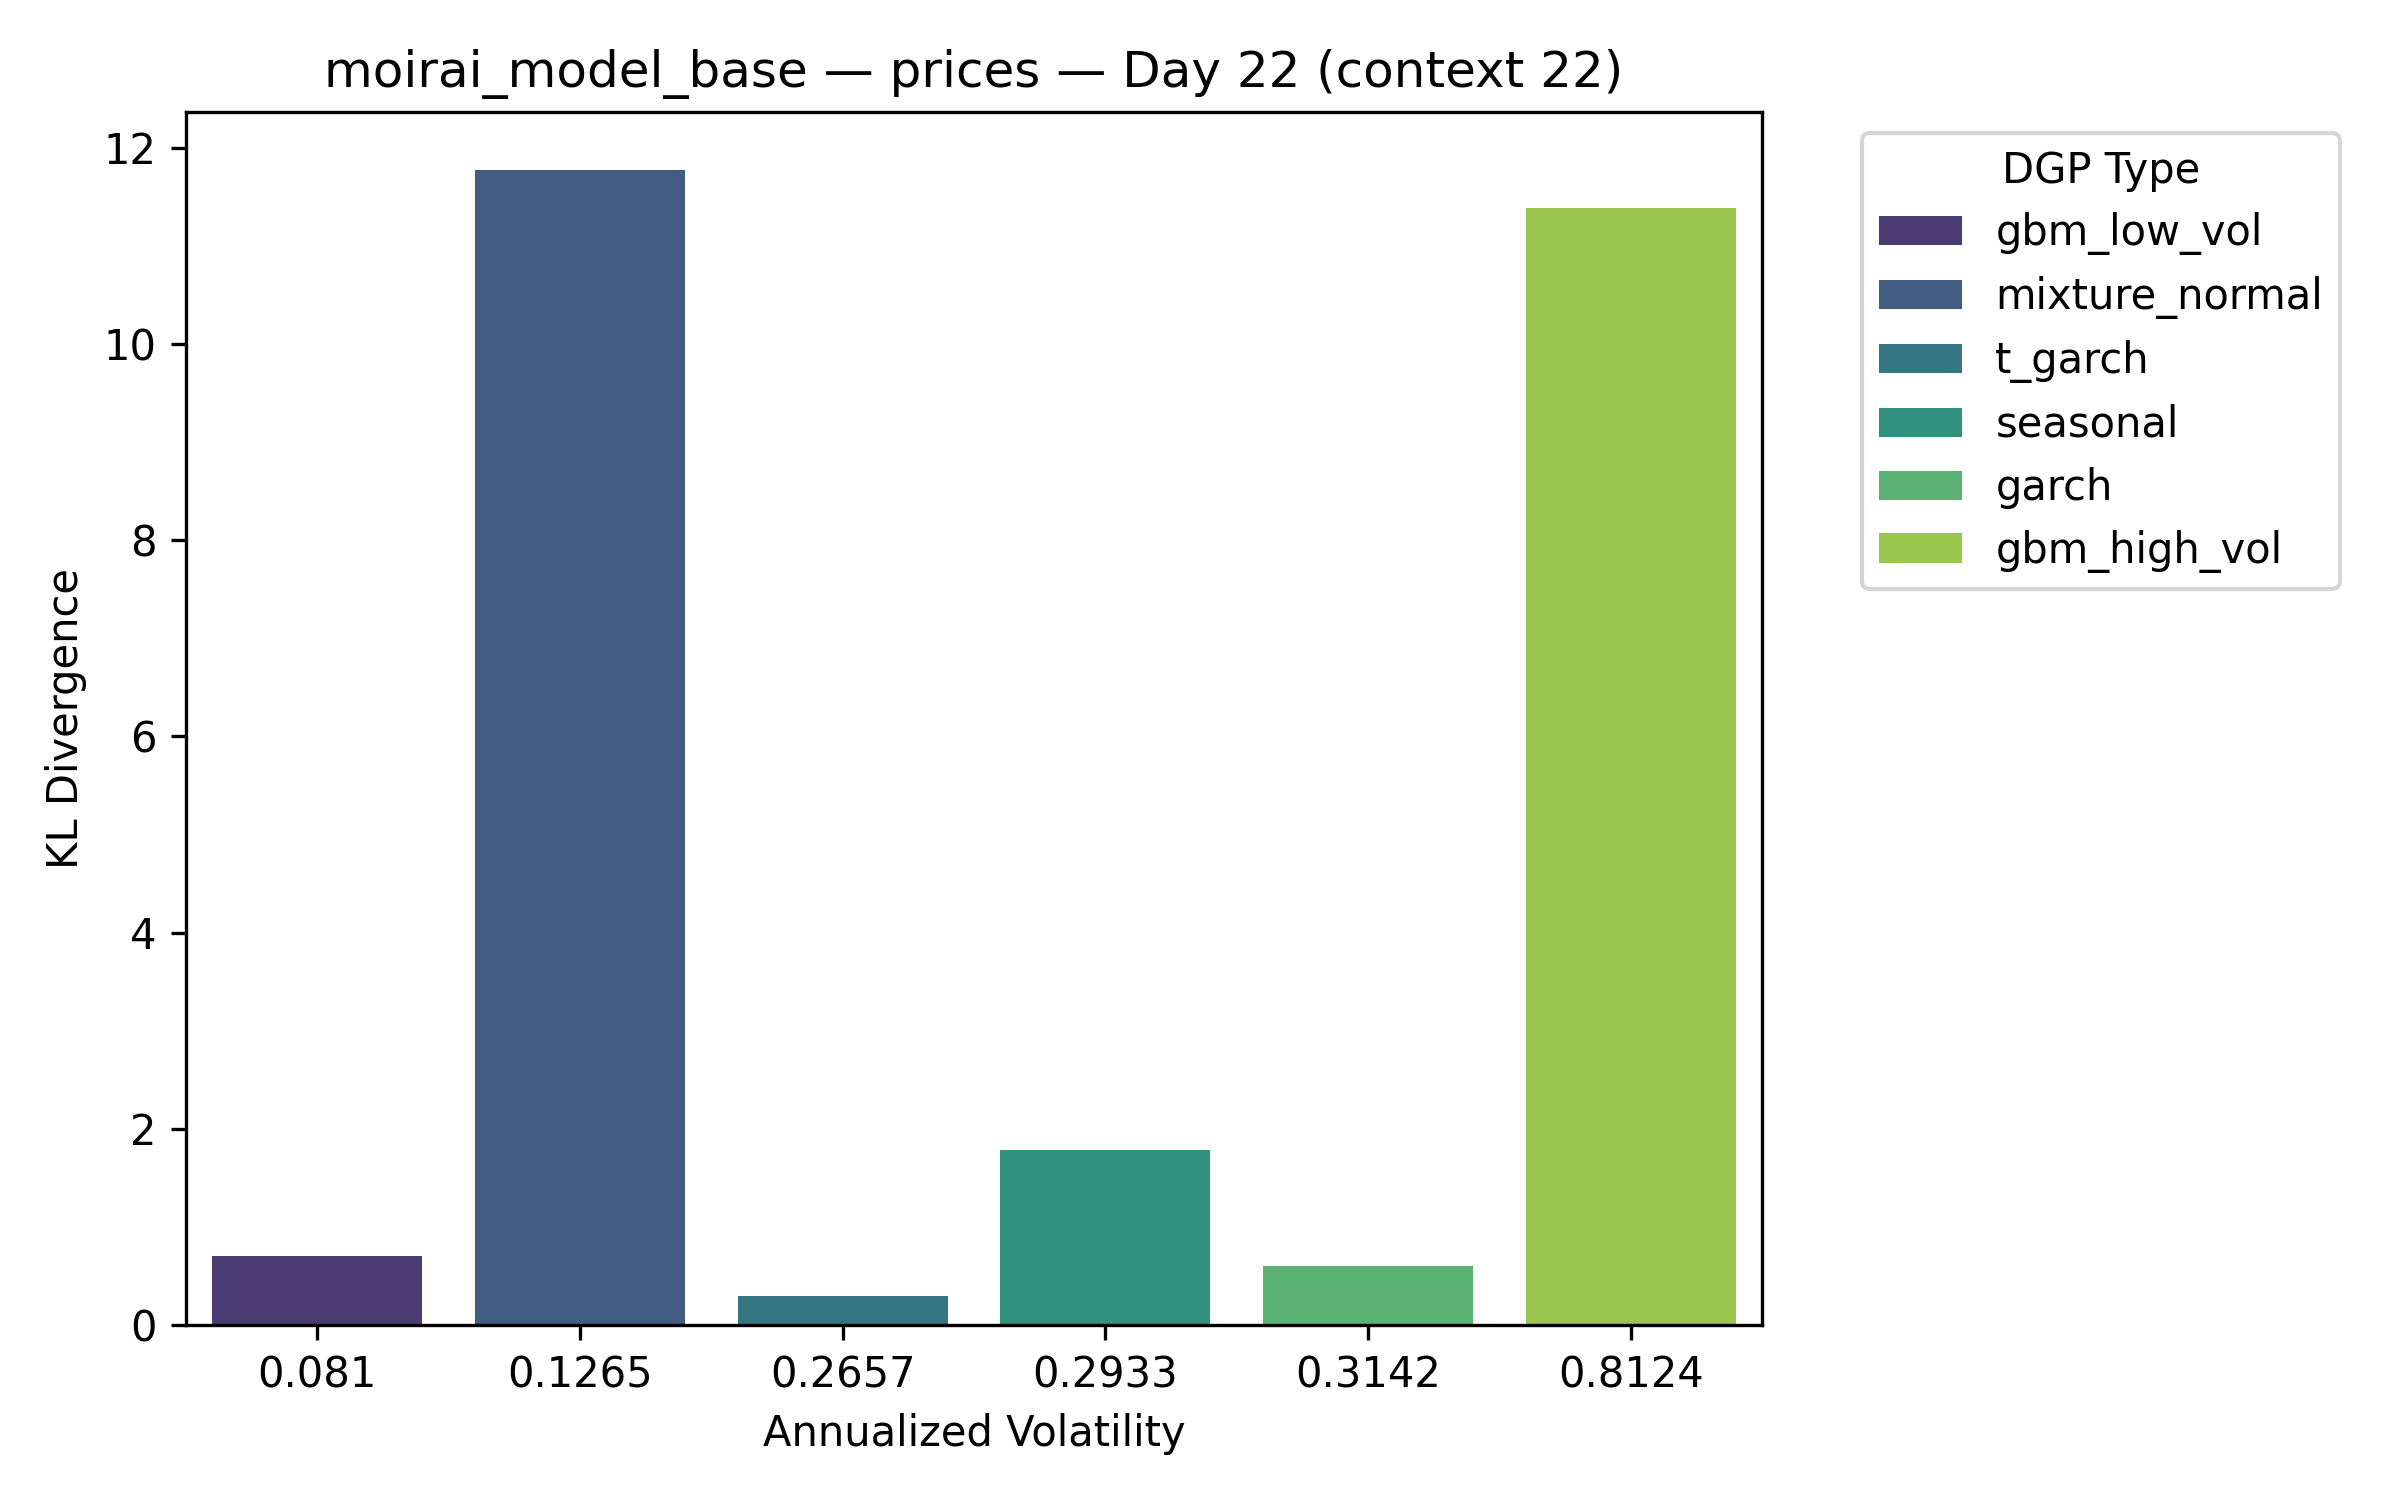 moirai_model_base — prices — Day 22 (context 22)
KL Divergence
12
10
8
6
4
2
0
0.081 0.1265 0.2657 0.2933 0.3142 0.8124
Annualized Volatility
DGP Type
gbm_low_vol
mixture_normal
t_garch
seasonal
garch
gbm_high_vol